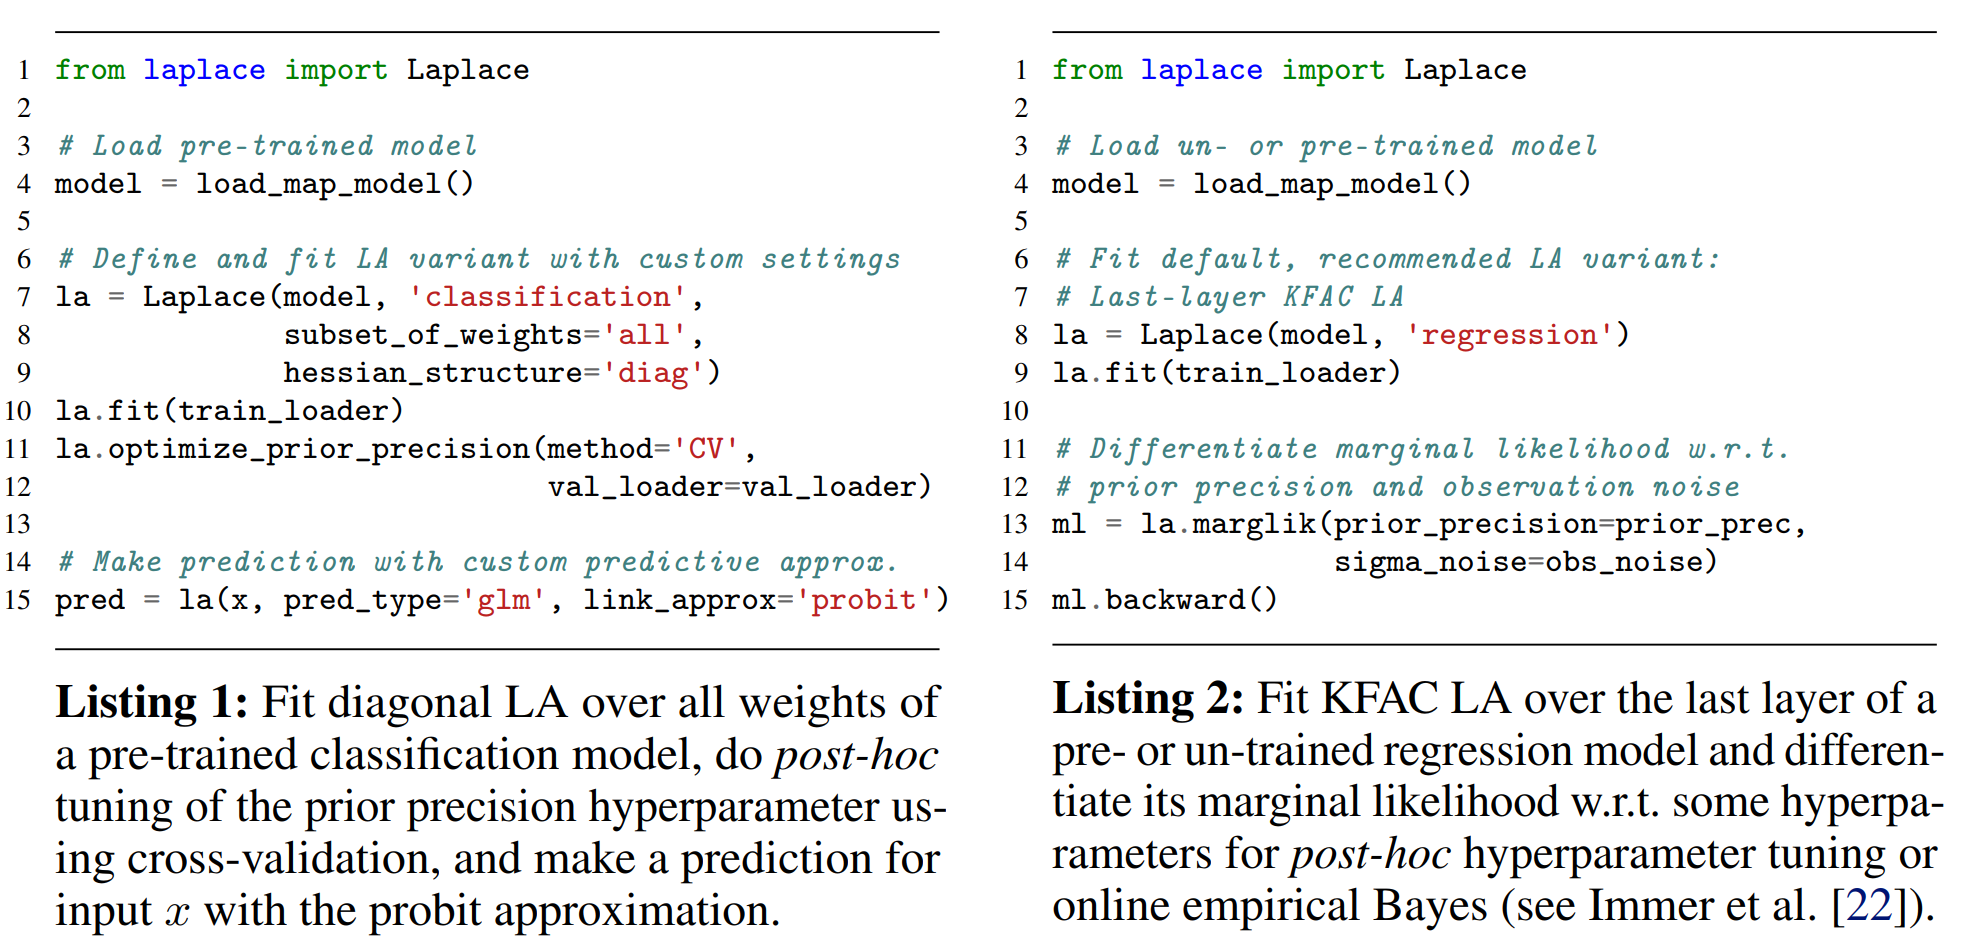 1 from laplace import Laplace
2
3 # Load pre-trained model
4 model = load_map_model()
5
6 # Define and fit LA variant with custom settings
7 la = Laplace(model, 'classification',
8 subset_of_weights='all',
9 hessian_structure='diag')
10 la.fit(train_loader)
11 la.optimize_prior_precision(method='CV',
12 val_loader=val_loader)
13
14 # Make prediction with custom predictive approx.
15 pred = la(x, pred_type='glm', link_approx='probit')
Listing 1: Fit diagonal LA over all weights of
a pre-trained classification model, do post-hoc
tuning of the prior precision hyperparameter us-
ing cross-validation, and make a prediction for
input x with the probit approximation.
1 from laplace import Laplace
2
3 # Load un- or pre-trained model
4 model = load_map_model()
5
6 # Fit default, recommended LA variant:
7 # Last-layer KFAC LA
8 la = Laplace(model, 'regression')
9 la.fit(train_loader)
10
11 # Differentiate marginal likelihood w.r.t.
12 # prior precision and observation noise
13 ml = la.marglik(prior_precision=prior_prec,
14 sigma_noise=obs_noise)
15 ml.backward()
Listing 2: Fit KFAC LA over the last layer of a
pre- or un-trained regression model and differen-
tiate its marginal likelihood w.r.t. some hyperpa-
rameters for post-hoc hyperparameter tuning or
online empirical Bayes (see Immer et al. [22]).